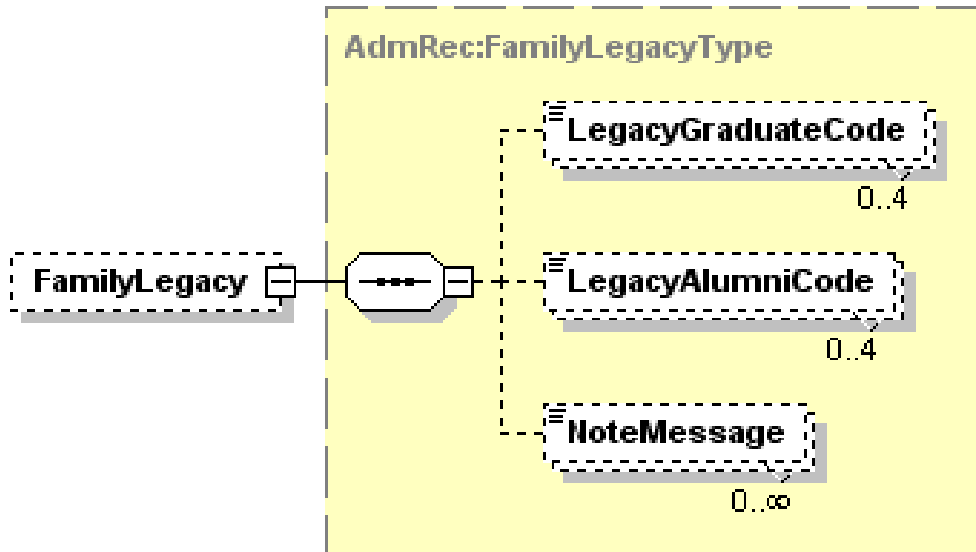 AdmRec:FamilyLegacyType
LegacyGraduateCode
0..4
FamilyLegacy
LegacyAlumniCode
0..4
NoteMessage
0..∞